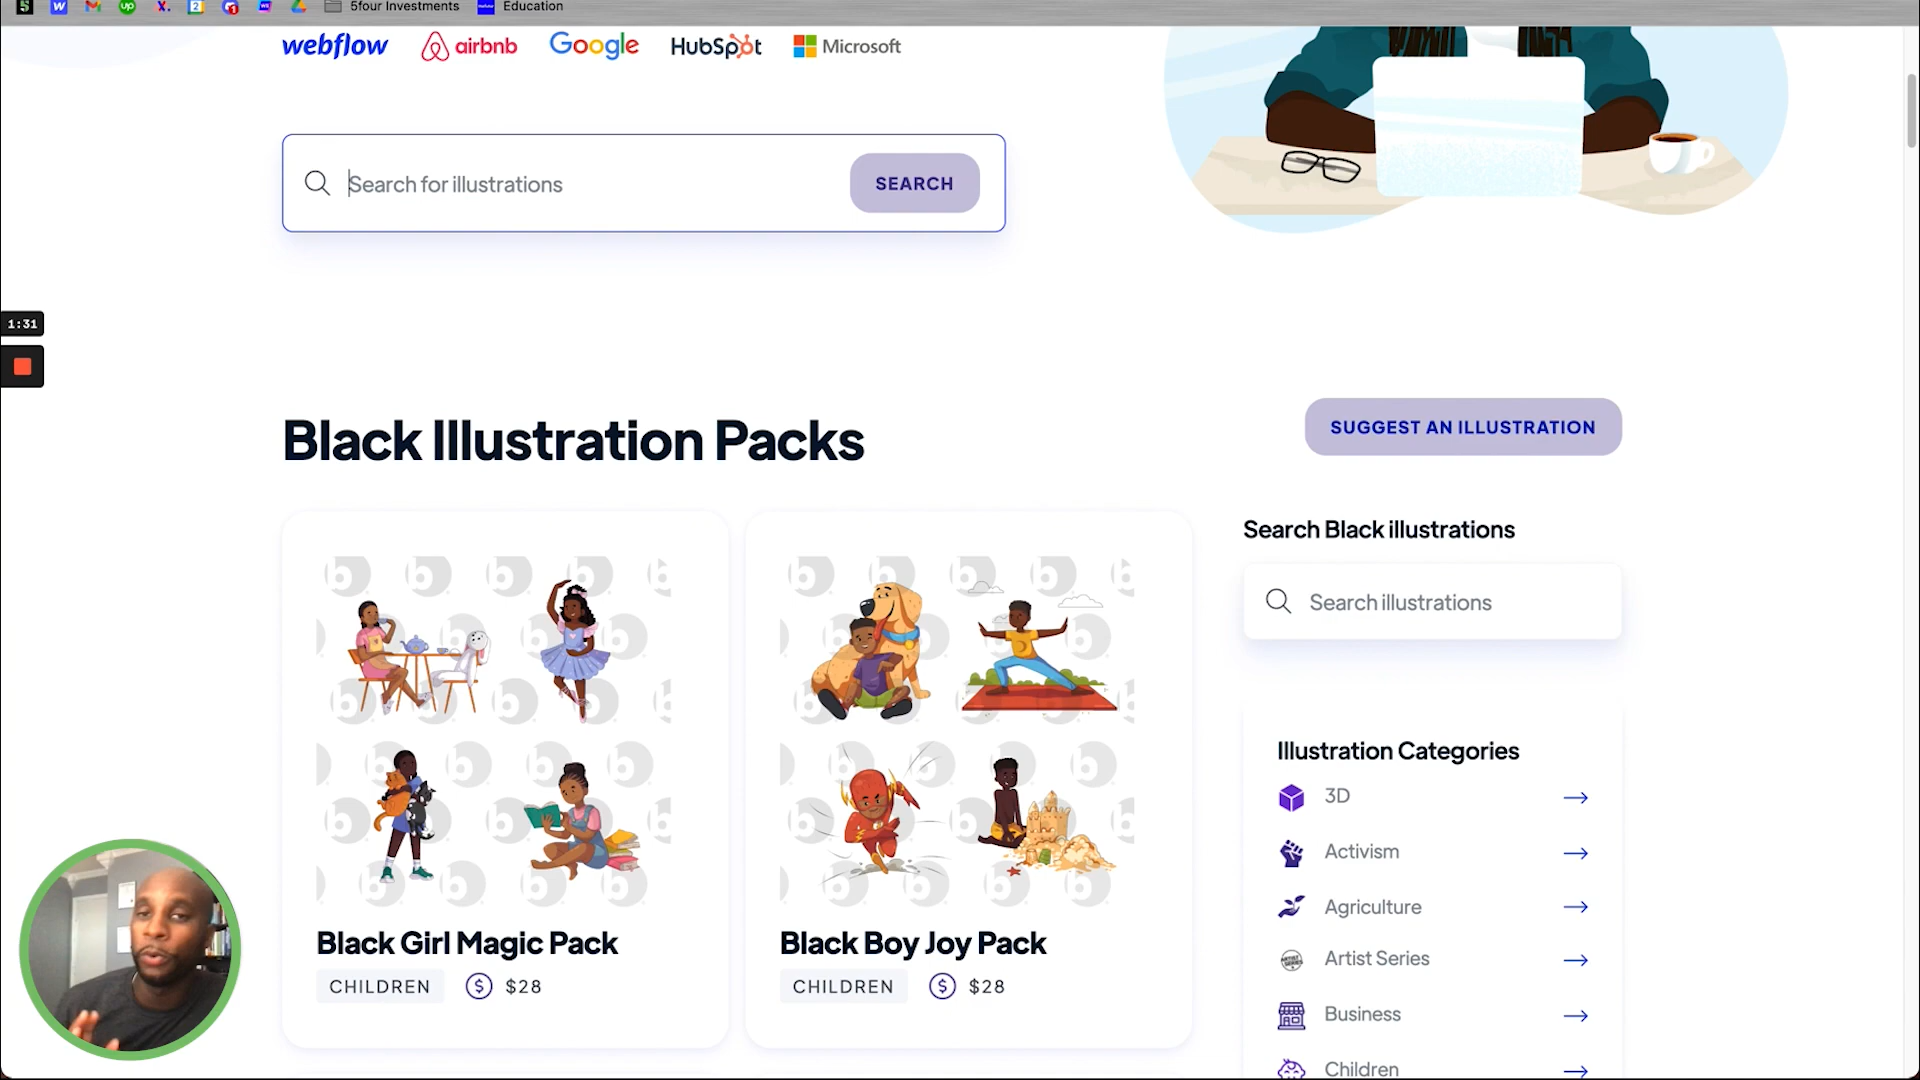 5four Investments
Education
webflow
airbnb
Google
HubSpot
Microsoft
Search for illustrations
SEARCH
1:31
Black Illustration Packs
SUGGEST AN ILLUSTRATION
Search Black illustrations
Search illustrations
Black Girl Magic Pack
CHILDREN
$ $28
Black Boy Joy Pack
CHILDREN
$ $28
Illustration Categories
3D
Activism
Agriculture
Artist Series
Business
Children